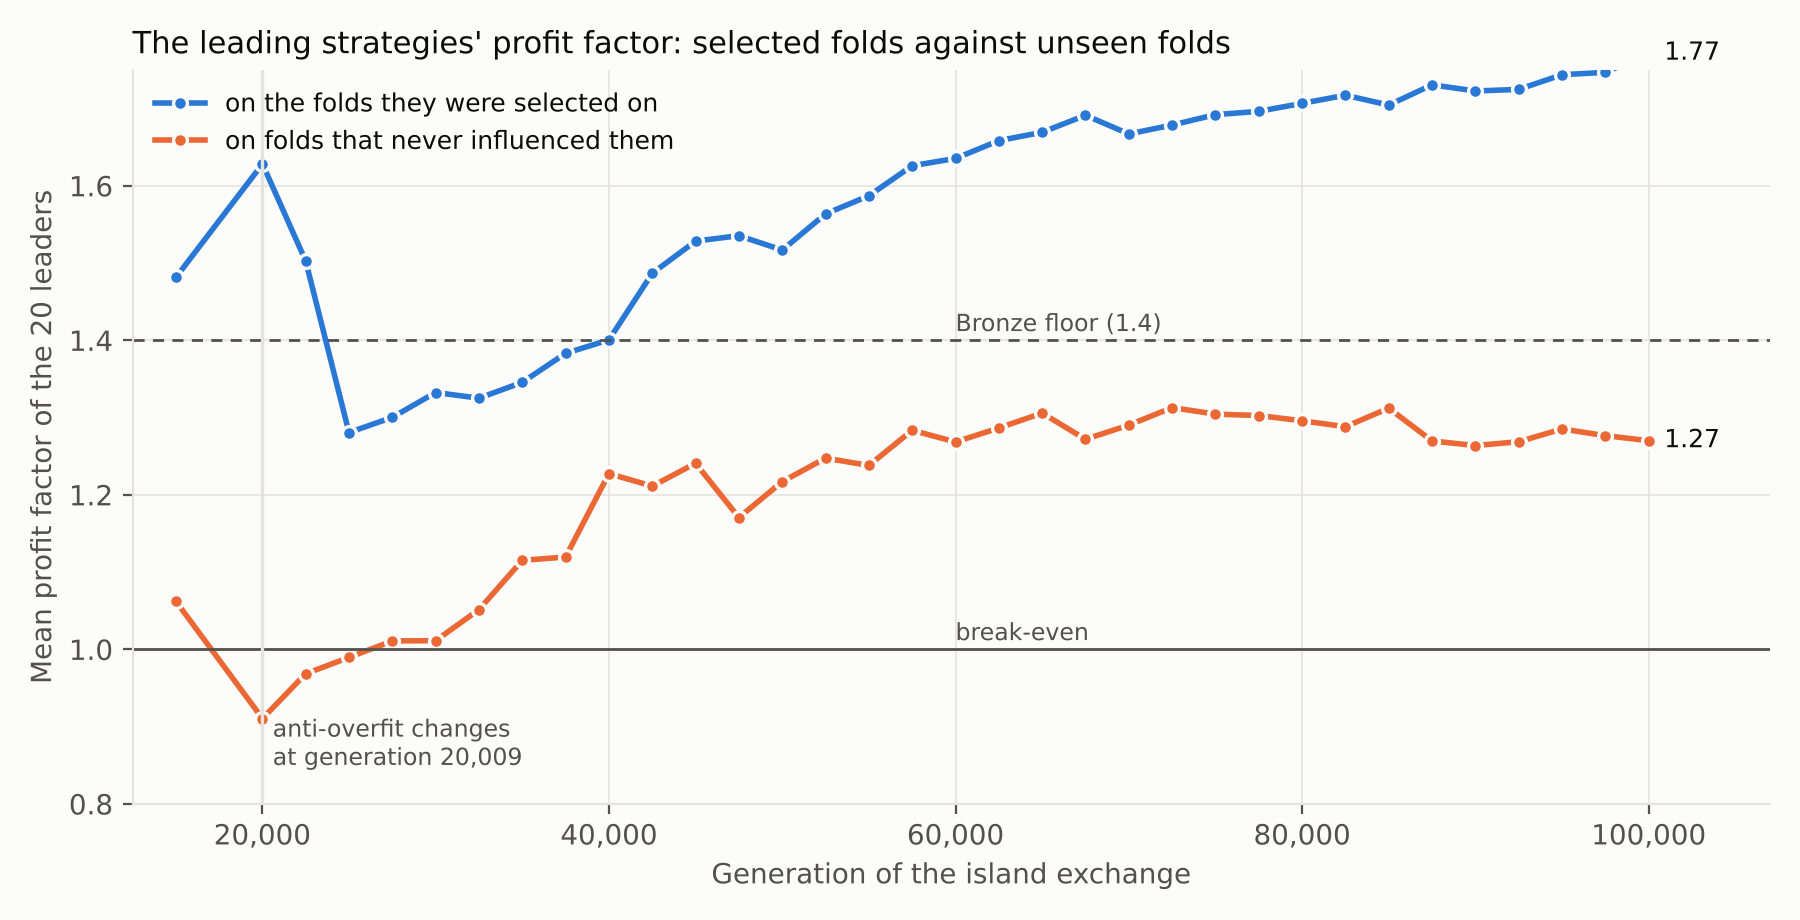 The leading strategies' profit factor: selected folds against unseen folds
1.77
on the folds they were selected on
on folds that never influenced them
1.6
Mean profit factor of the 20 leaders
Bronze floor (1.4)
1.4
1.27
1.2
break-even
1.0
anti-overfit changes
at generation 20,009
0.8
20,000
40,000
60,000
80,000
100,000
Generation of the island exchange